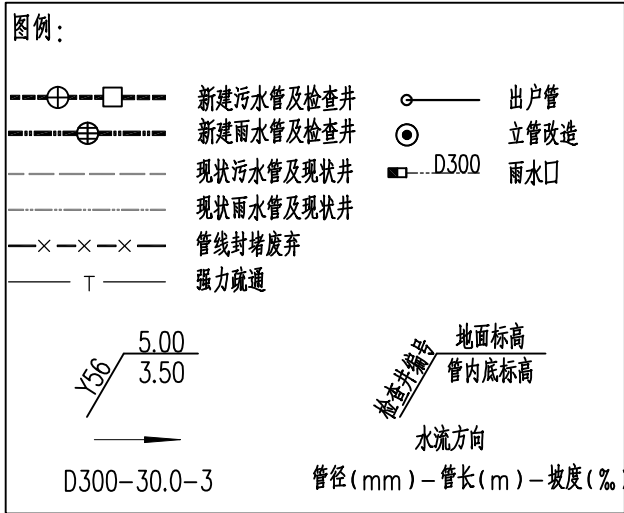 图例：
新建污水管及检查井
出户管
新建雨水管及检查井
立管改造
现状污水管及现状井
D300
雨水口
现状雨水管及现状井
管线封堵废弃
T
强力疏通
Y56
5.00
3.50
检查井编号
地面标高
管内底标高
水流方向
D300-30.0-3
管径(mm)-管长(m)-坡度(‰)